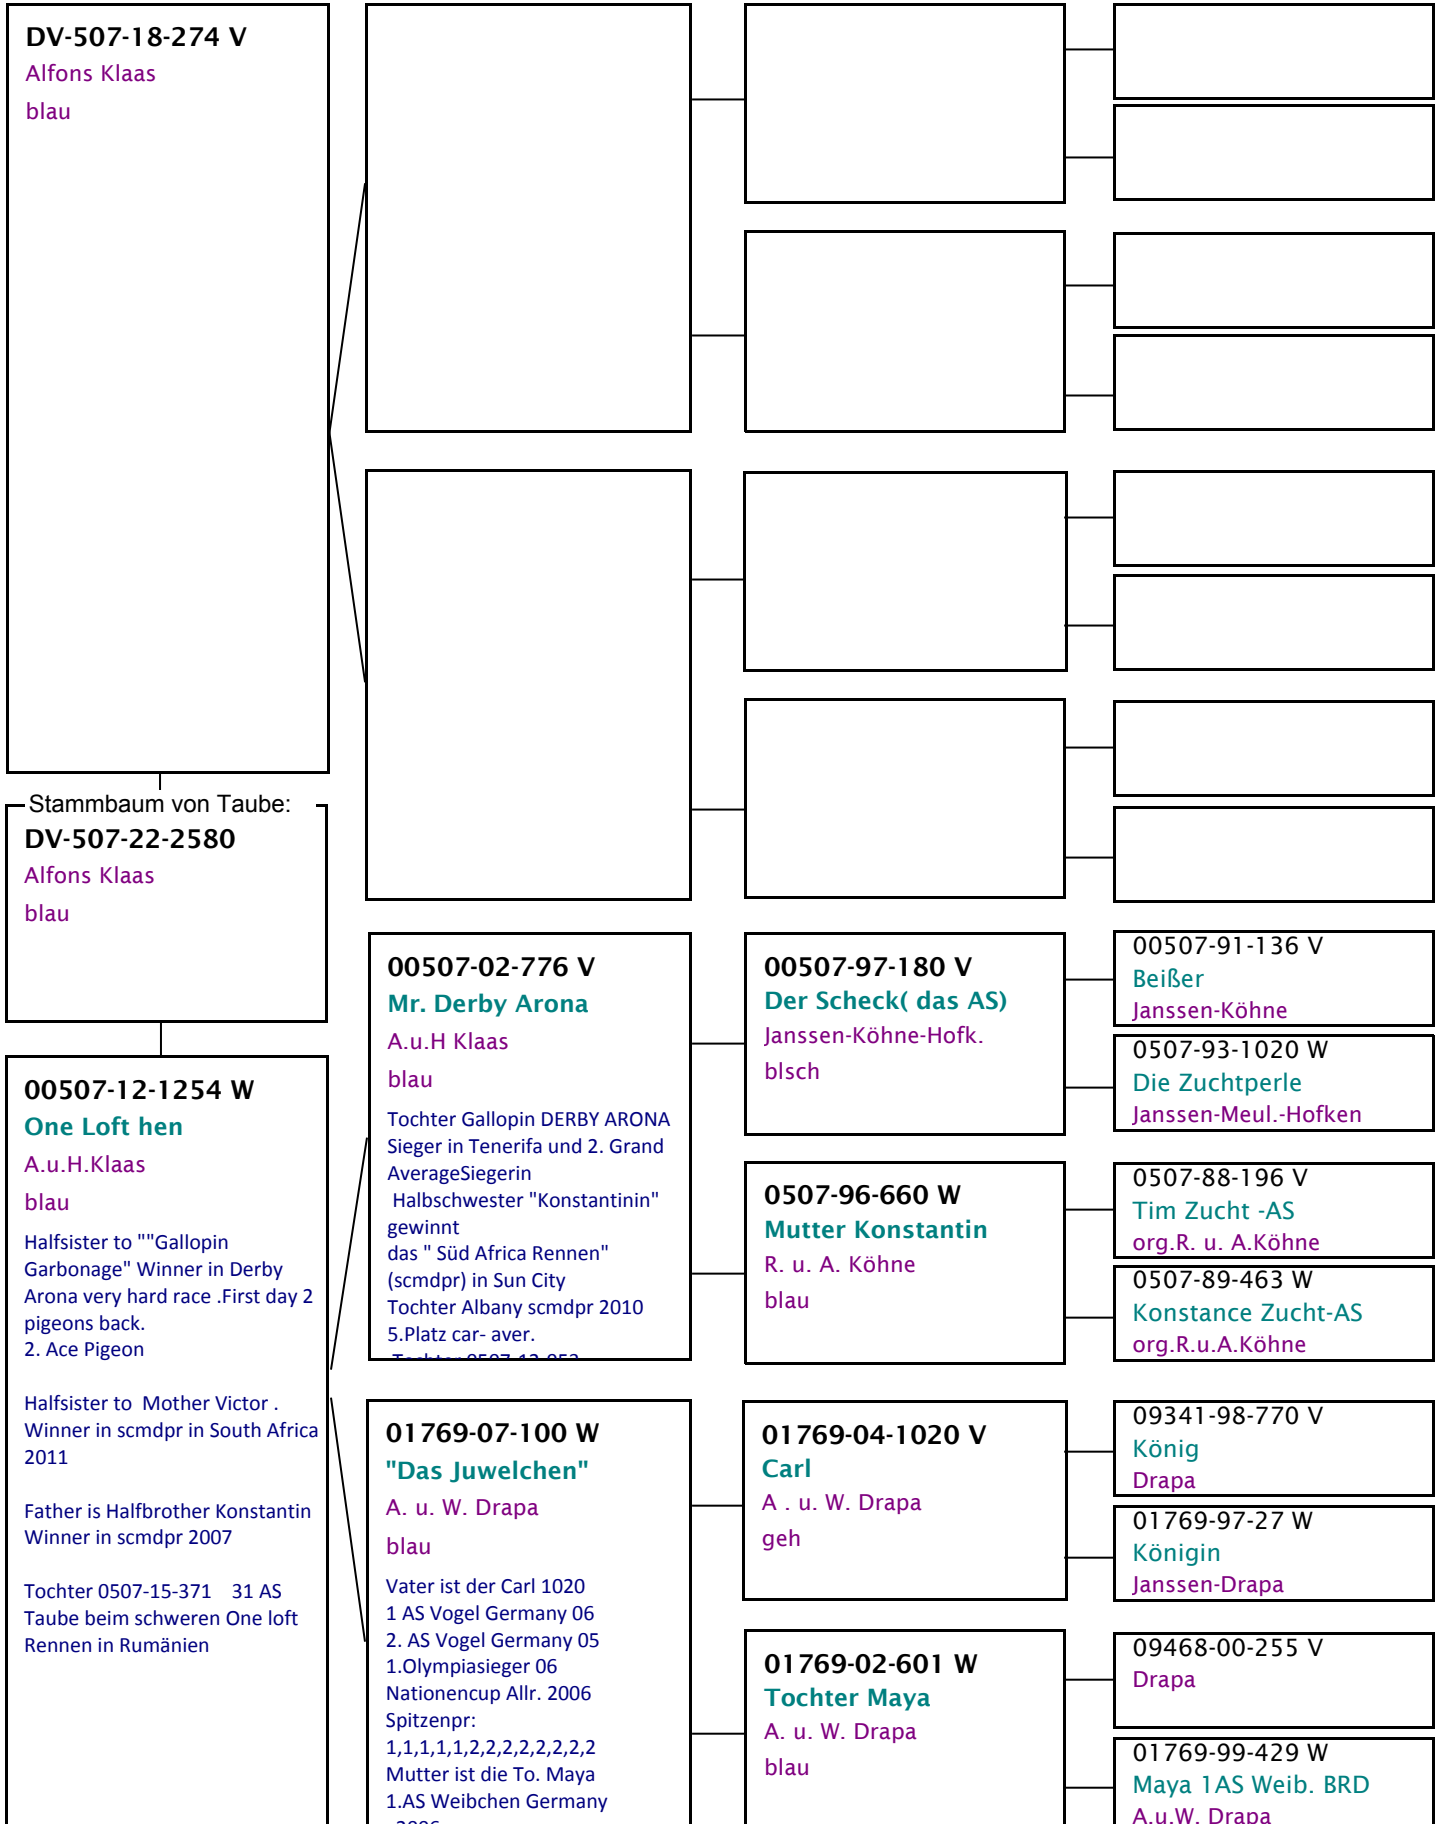 DV-507-18-274 V
Alfons Klaas
blau
Stammbaum von Taube:
DV-507-22-2580
Alfons Klaas
blau
00507-12-1254 W
One Loft hen
A.u.H.Klaas
blau
Halfsister to ""Gallopin
Garbonage" Winner in Derby
Arona very hard race .First day 2
pigeons back.
2. Ace Pigeon
Halfsister to  Mother Victor .
Winner in scmdpr in South Africa
2011
Father is Halfbrother Konstantin
Winner in scmdpr 2007
Tochter 0507-15-371    31 AS
Taube beim schweren One loft
Rennen in Rumänien
00507-02-776 V
Mr. Derby Arona
A.u.H Klaas
blau
Tochter Gallopin DERBY ARONA
Sieger in Tenerifa und 2. Grand
AverageSiegerin
Halbschwester "Konstantinin"
gewinnt
das " Süd Africa Rennen"
(scmdpr) in Sun City
Tochter Albany scmdpr 2010
5.Platz car- aver.
01769-07-100 W
"Das Juwelchen"
A. u. W. Drapa
blau
Vater ist der Carl 1020
1 AS Vogel Germany 06
2. AS Vogel Germany 05
1.Olympiasieger 06
Nationencup Allr. 2006
Spitzenpr:
1,1,1,1,1,2,2,2,2,2,2,2,2
Mutter ist die To. Maya
1.AS Weibchen Germany
00507-97-180 V
Der Scheck( das AS)
Janssen-Köhne-Hofk.
blsch
0507-96-660 W
Mutter Konstantin
R. u. A. Köhne
blau
01769-04-1020 V
Carl
A . u. W. Drapa
geh
01769-02-601 W
Tochter Maya
A. u. W. Drapa
blau
00507-91-136 V
Beißer
Janssen-Köhne
0507-93-1020 W
Die Zuchtperle
Janssen-Meul.-Hofken
0507-88-196 V
Tim Zucht -AS
org.R. u. A.Köhne
0507-89-463 W
Konstance Zucht-AS
org.R.u.A.Köhne
09341-98-770 V
König
Drapa
01769-97-27 W
Königin
Janssen-Drapa
09468-00-255 V
Drapa
01769-99-429 W
Maya 1AS Weib. BRD
A.u.W. Drapa